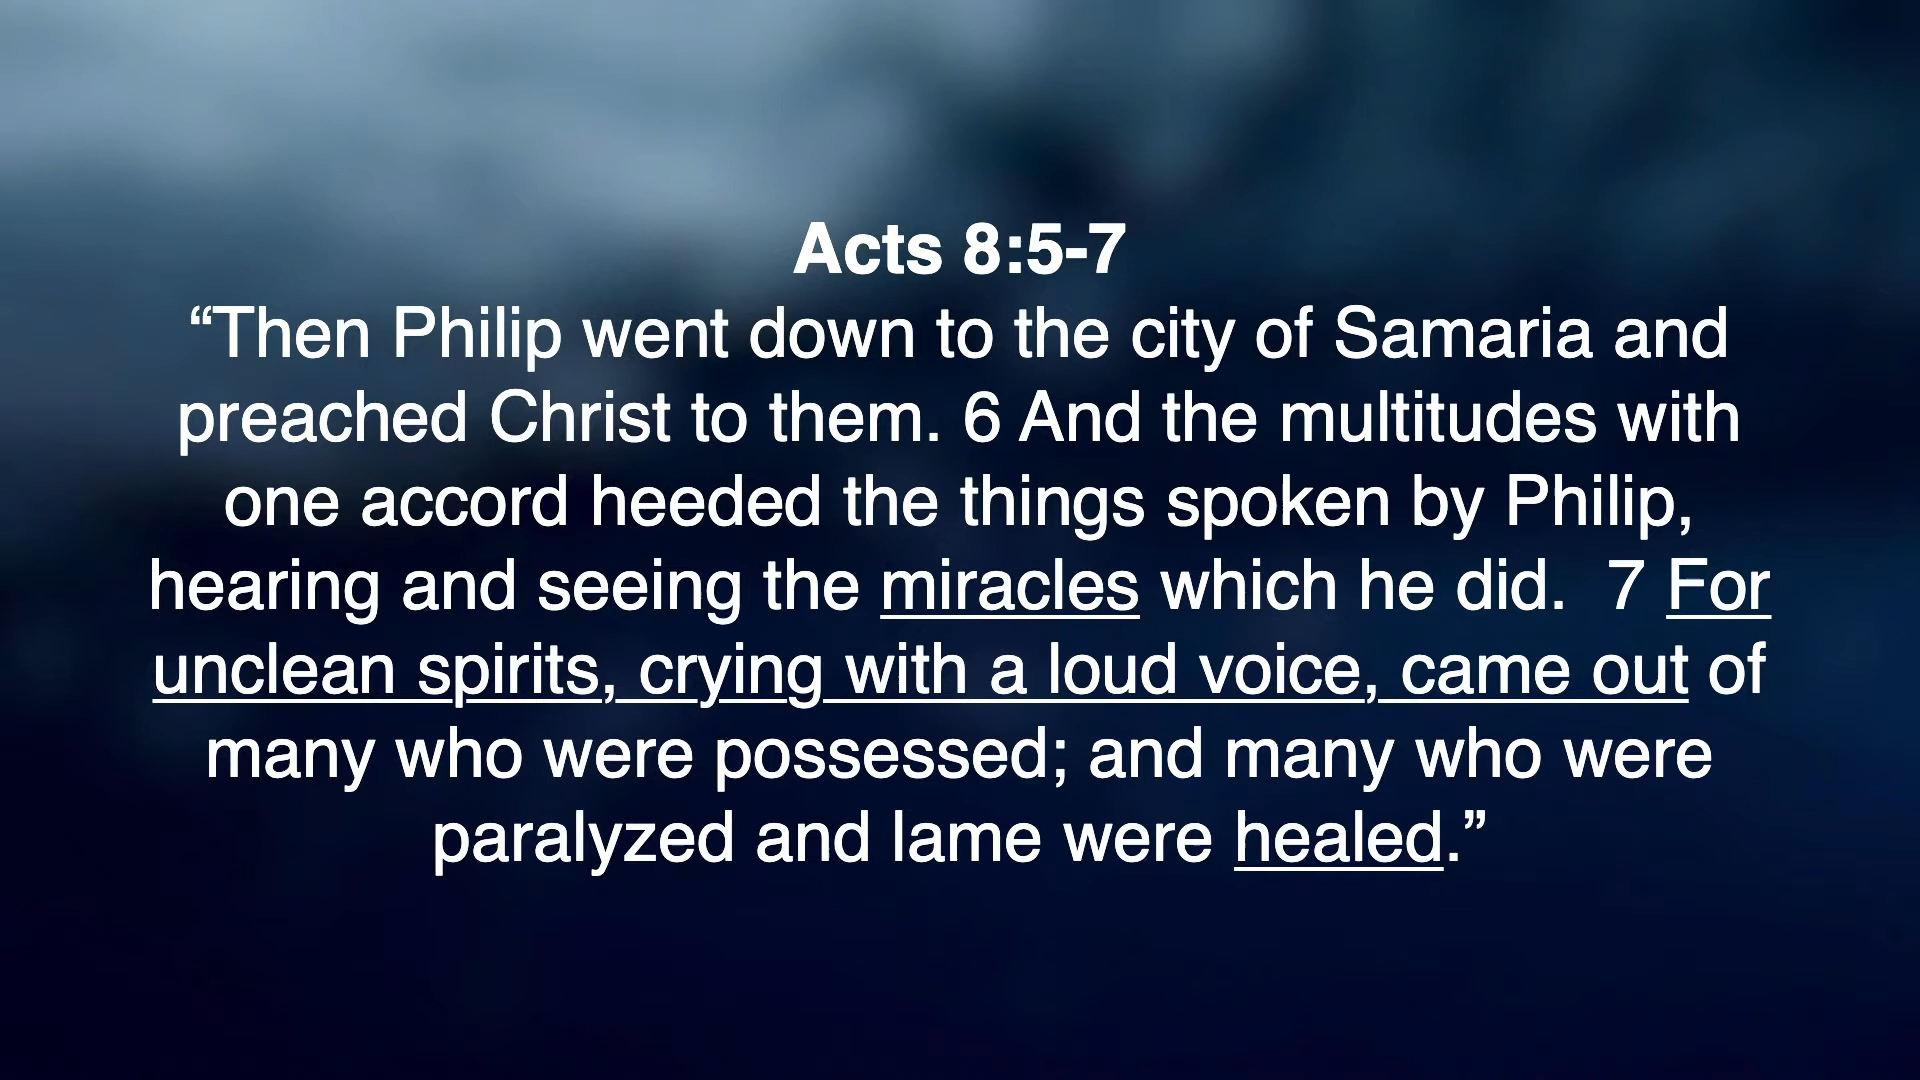 Acts 8:5-7
“Then Philip went down to the city of Samaria and
preached Christ to them. 6 And the multitudes with
one accord heeded the things spoken by Philip,
hearing and seeing the miracles which he did.  7 For
unclean spirits, crying with a loud voice, came out of
many who were possessed; and many who were
paralyzed and lame were healed.”